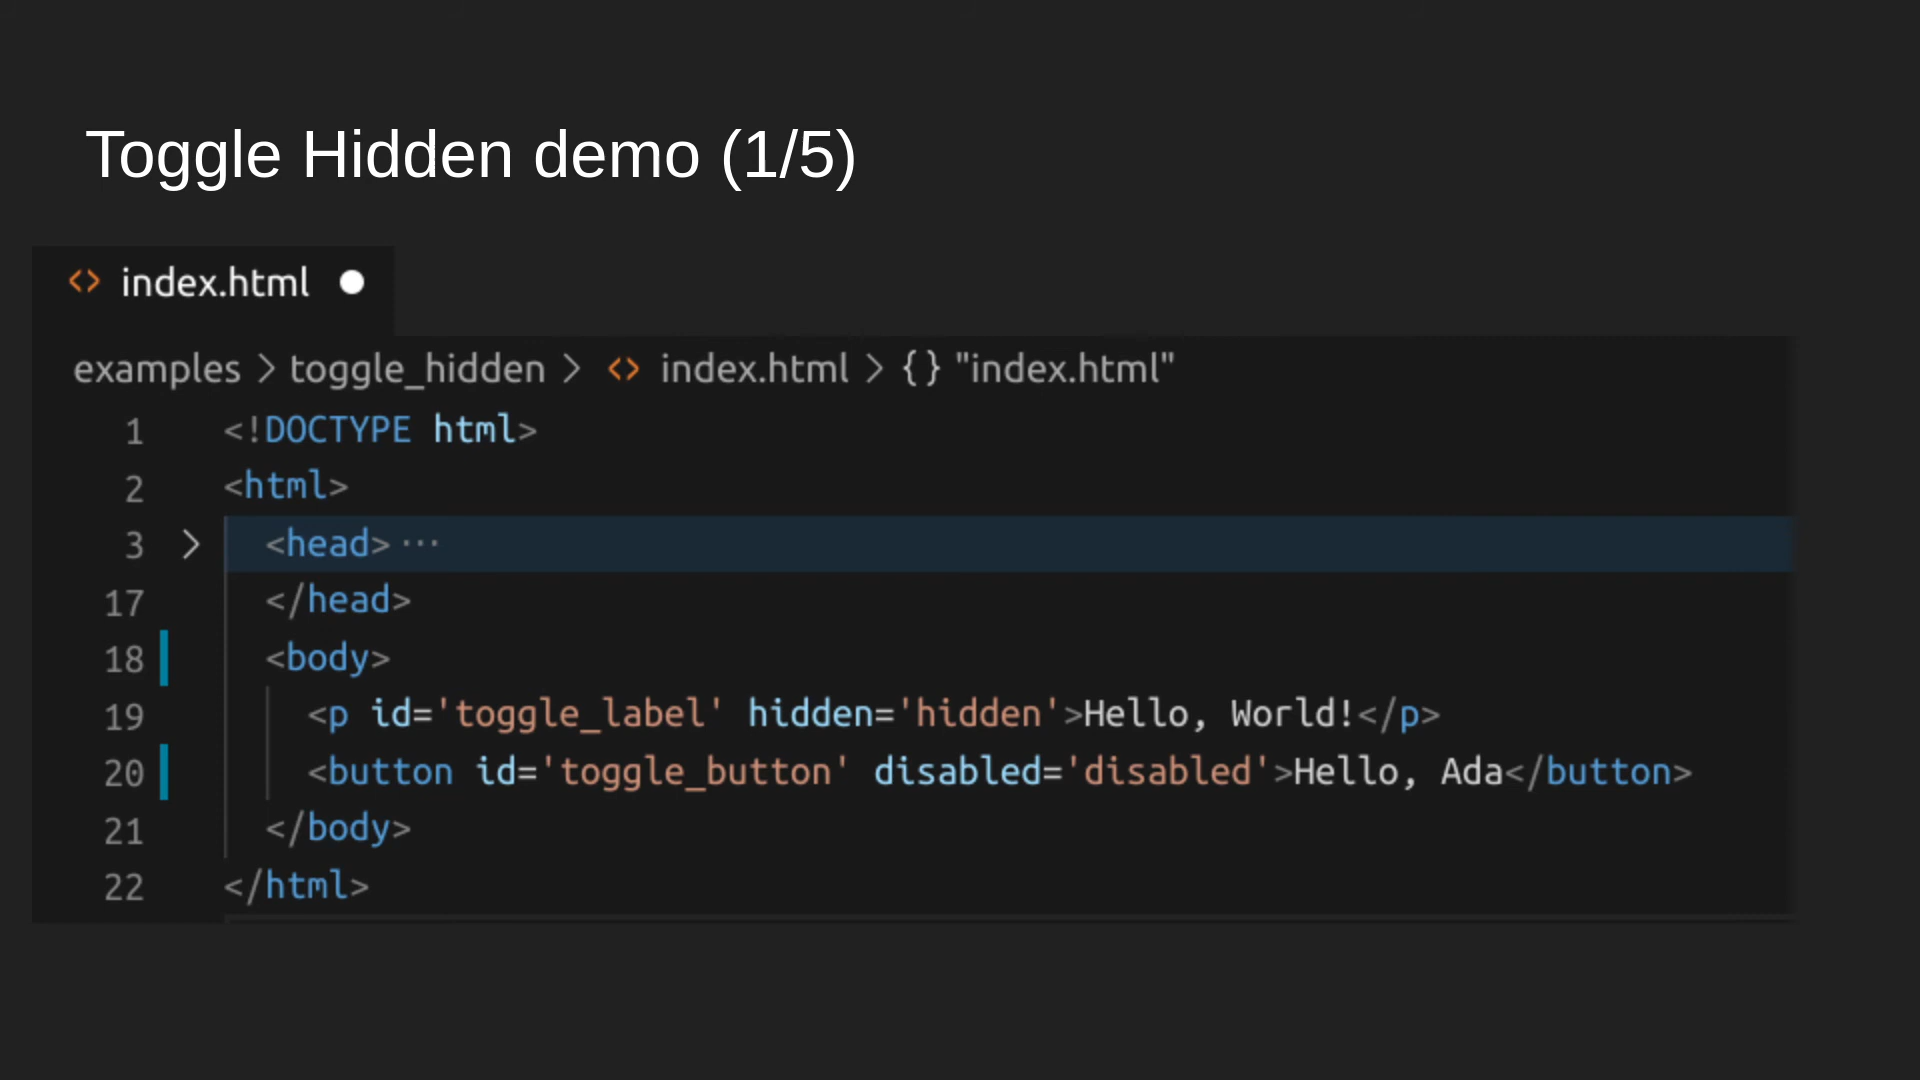 Toggle Hidden demo (1/5)
<> index.html ●
examples > toggle_hidden > <> index.html > {} "index.html"
1 <!DOCTYPE html>
2 <html>
3 > <head> ···
17 </head>
18 <body>
19 <p id='toggle_label' hidden='hidden'>Hello, World!</p>
20 <button id='toggle_button' disabled='disabled'>Hello, Ada</button>
21 </body>
22 </html>